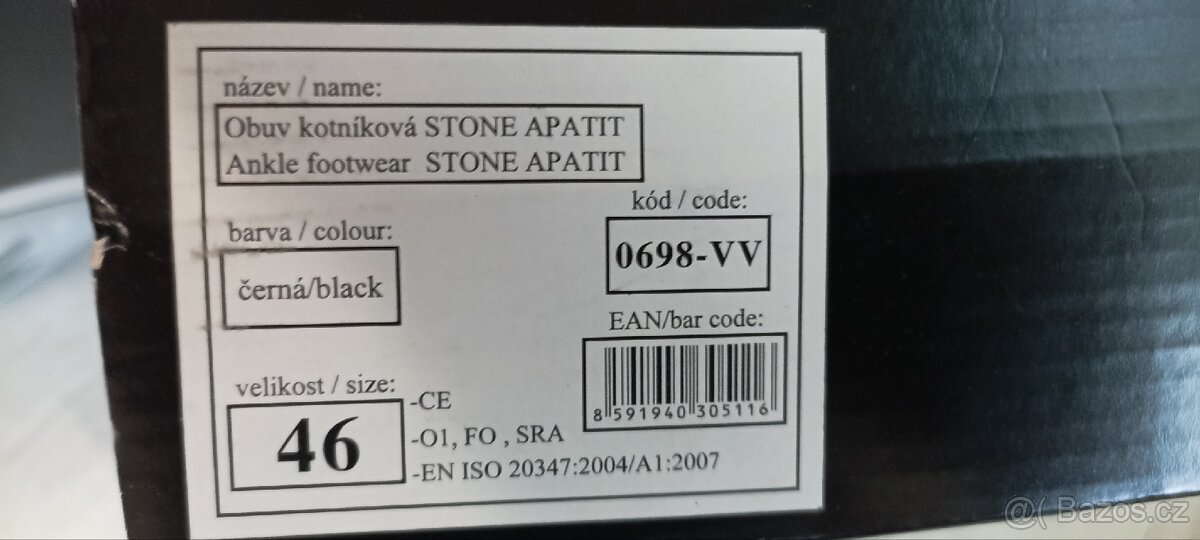 název / name:
Obuv kotníková STONE APATIT
Ankle footwear STONE APATIT
kód / code:
0698-VV
barva / colour:
černá/black
EAN/bar code:
8 591940 305116
velikost / size:
46
-CE
-O1, FO , SRA
-EN ISO 20347:2004/A1:2007
@( Bazos.cz